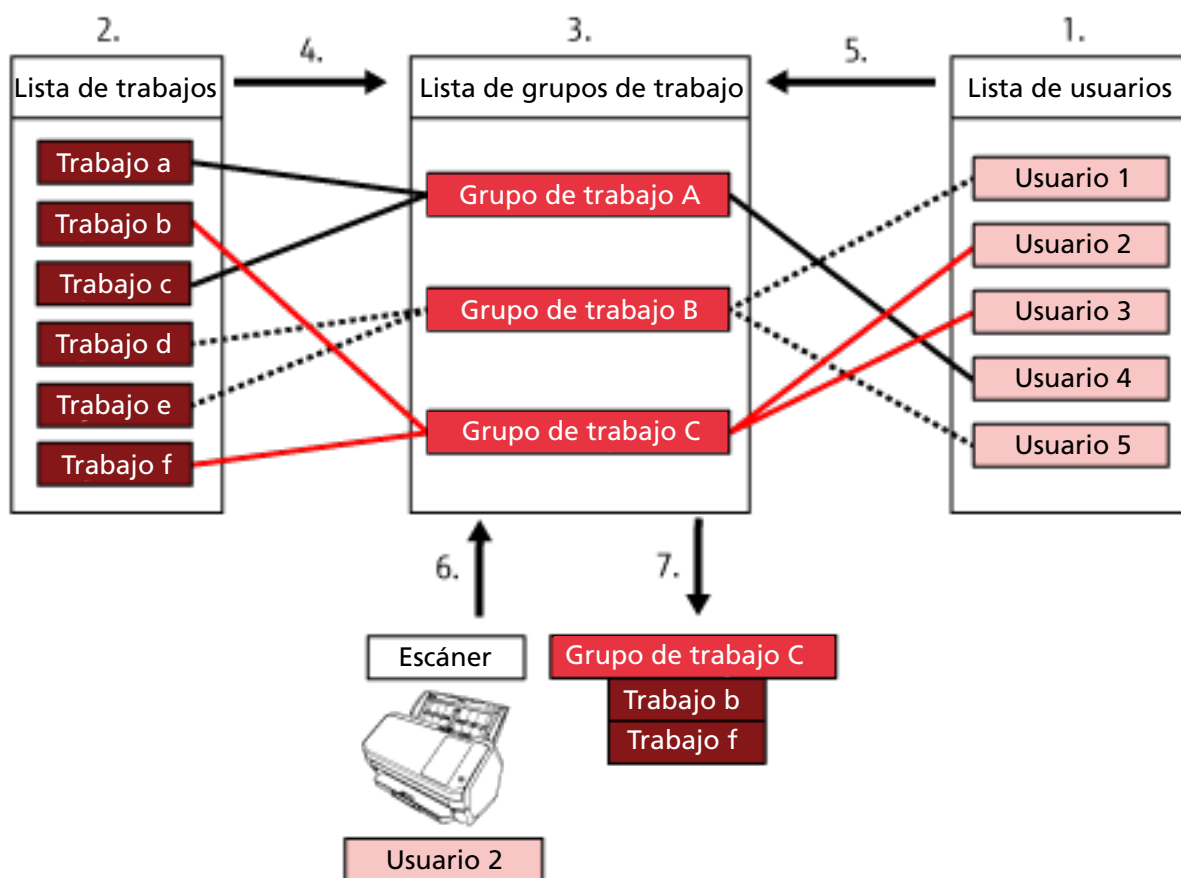 2.
4.
3.
5.
1.
Lista de trabajos
Lista de grupos de trabajo
Lista de usuarios
Trabajo a
Trabajo b
Trabajo c
Trabajo d
Trabajo e
Trabajo f
Grupo de trabajo A
Grupo de trabajo B
Grupo de trabajo C
Usuario 1
Usuario 2
Usuario 3
Usuario 4
Usuario 5
6.
7.
Escáner
Usuario 2
Grupo de trabajo C
Trabajo b
Trabajo f